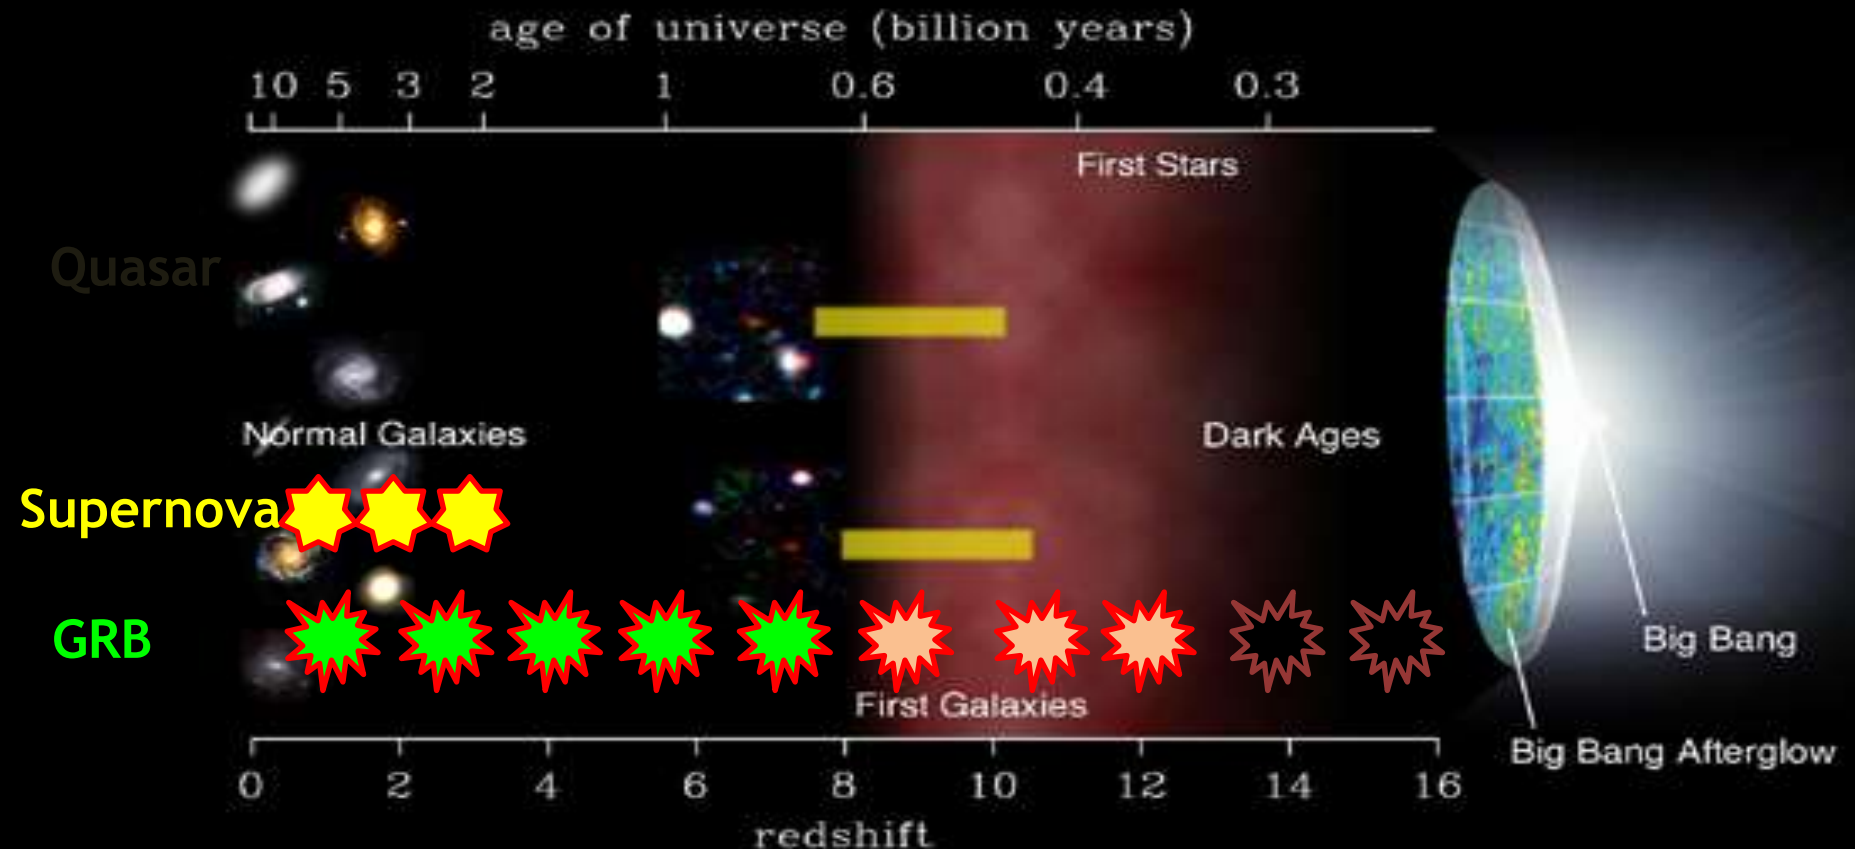 age of universe (billion years)
10 5 3 2 1 0.6 0.4 0.3
First Stars
Quasar
Normal Galaxies
Dark Ages
Supernova
GRB
Big Bang
First Galaxies
Big Bang Afterglow
0 2 4 6 8 10 12 14 16
redshift